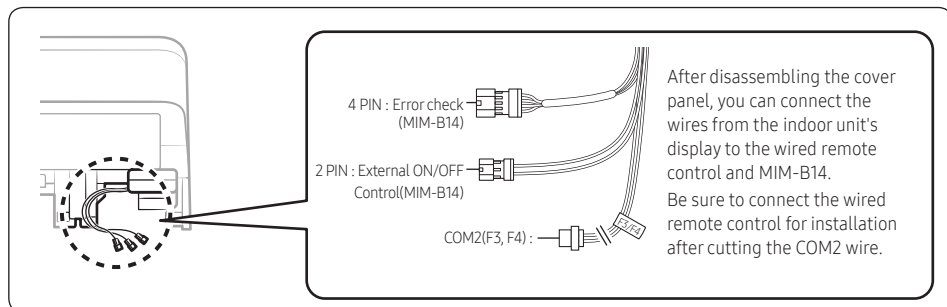 4 PIN : Error check
(MIM-B14)
2 PIN : External ON/OFF
Control(MIM-B14)
COM2(F3, F4) :
F3/F4
After disassembling the cover
panel, you can connect the
wires from the indoor unit's
display to the wired remote
control and MIM-B14.
Be sure to connect the wired
remote control for installation
after cutting the COM2 wire.